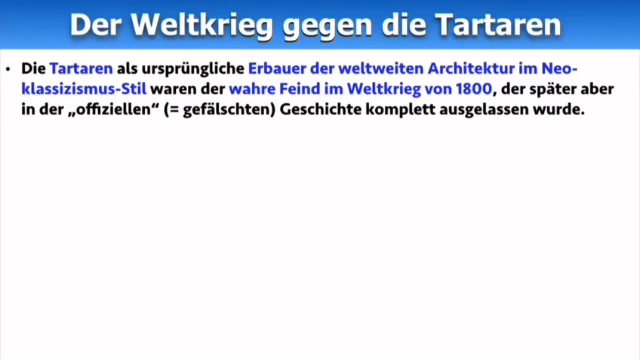 Der Weltkrieg gegen die Tartaren
• Die Tartaren als ursprüngliche Erbauer der weltweiten Architektur im Neo-
klassizismus-Stil waren der wahre Feind im Weltkrieg von 1800, der später aber
in der „offiziellen“ (= gefälschten) Geschichte komplett ausgelassen wurde.